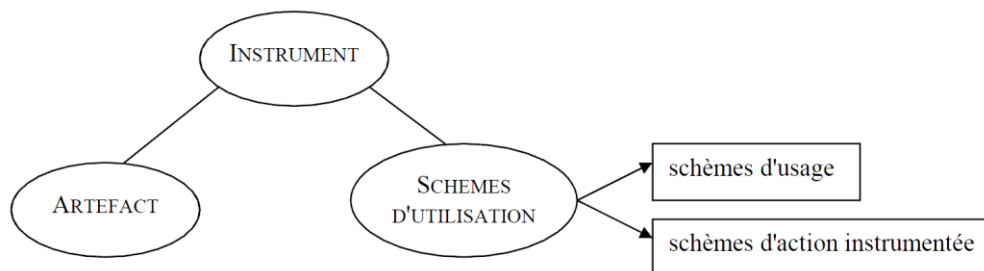 INSTRUMENT
ARTEFACT
SCHEMES
D'UTILISATION
schèmes d'usage
schèmes d'action instrumentée